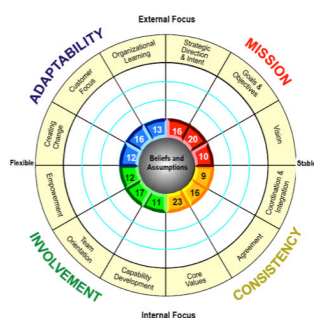 External Focus
ADAPTABILITY
MISSION
Organizational
Learning
Strategic
Direction
& Intent
Customer
Focus
Goals &
Objectives
Creating
Change
Vision
13
16
16
20
12
10
Flexible
Beliefs and
Assumptions
Stable
12
9
17
16
11
23
Empowerment
Coordination &
Integration
Team
Orientation
Agreement
Capability
Development
Core
Values
INVOLVEMENT
CONSISTENCY
Internal Focus